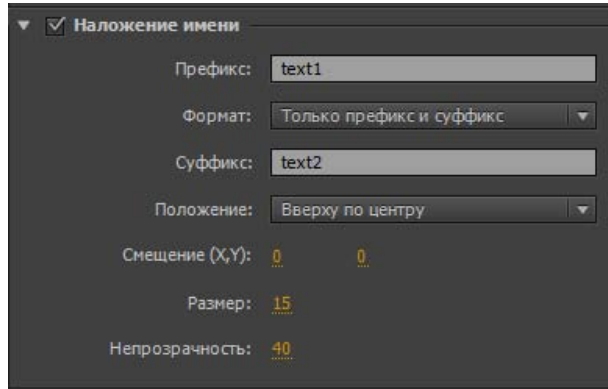 Наложение имени
Префикс: text1
Формат: Только префикс и суффикс
Суффикс: text2
Положение: Вверху по центру
Смещение (X,Y): 0 0
Размер: 15
Непрозрачность: 40